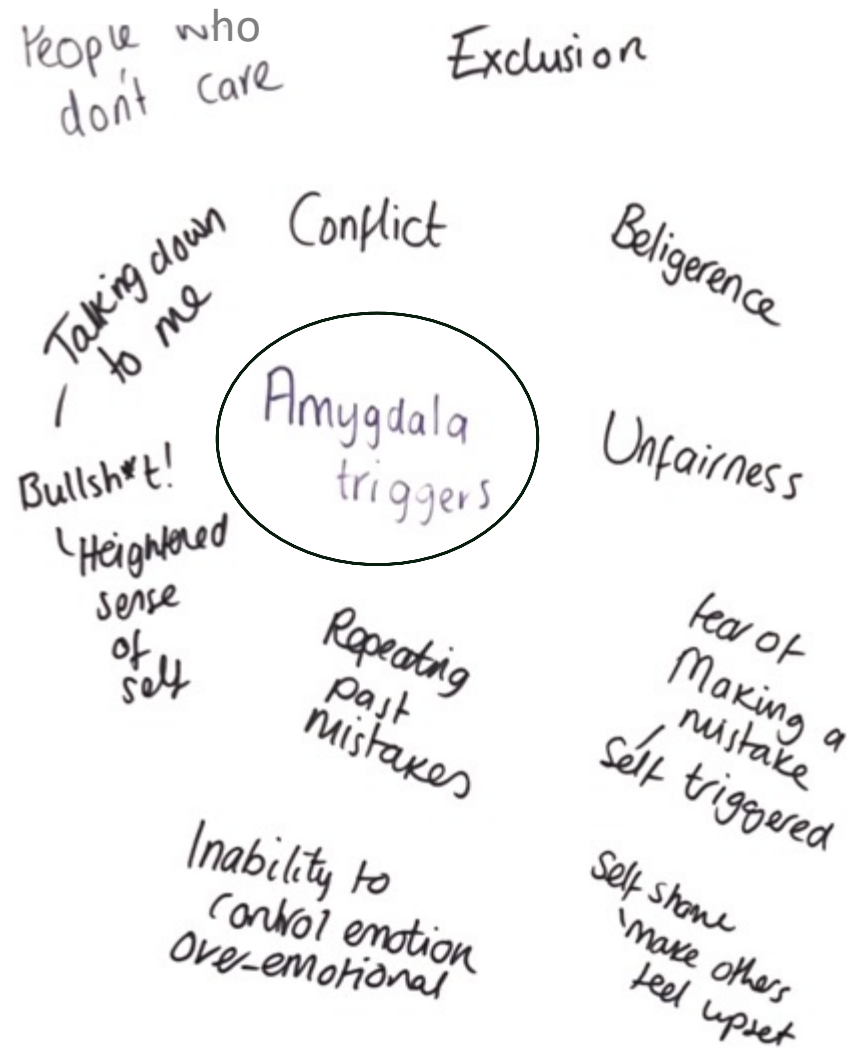 People who
don't care
Exclusion
Conflict
Beligerence
Talking down
to me
Bullsh*t!
Heightened
sense
of
self
Amygdala
triggers
Unfairness
Repeating
past
mistakes
fear of
Making a
mistake
Self triggered
Inability to
control emotion
over-emotional
Self shame
make others
feel upset